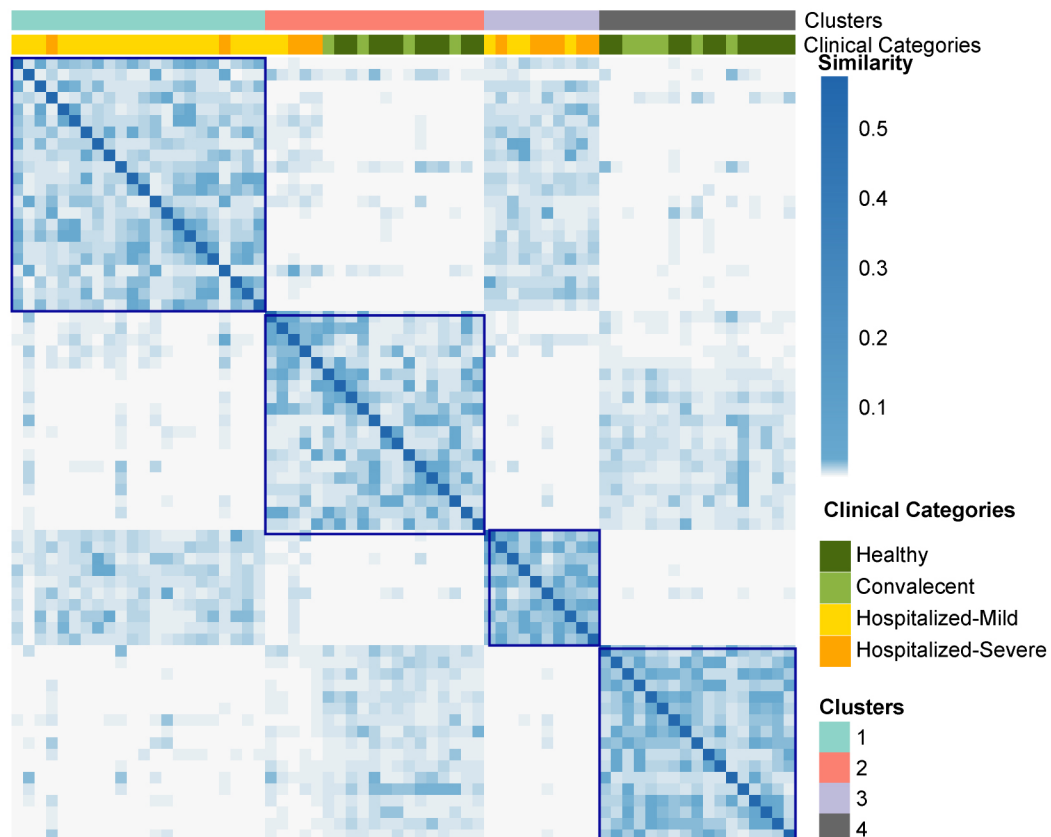 Clusters
Clinical Categories
Similarity
0.5
0.4
0.3
0.2
0.1
Clinical Categories
Healthy
Convalecent
Hospitalized-Mild
Hospitalized-Severe
Clusters
1
2
3
4